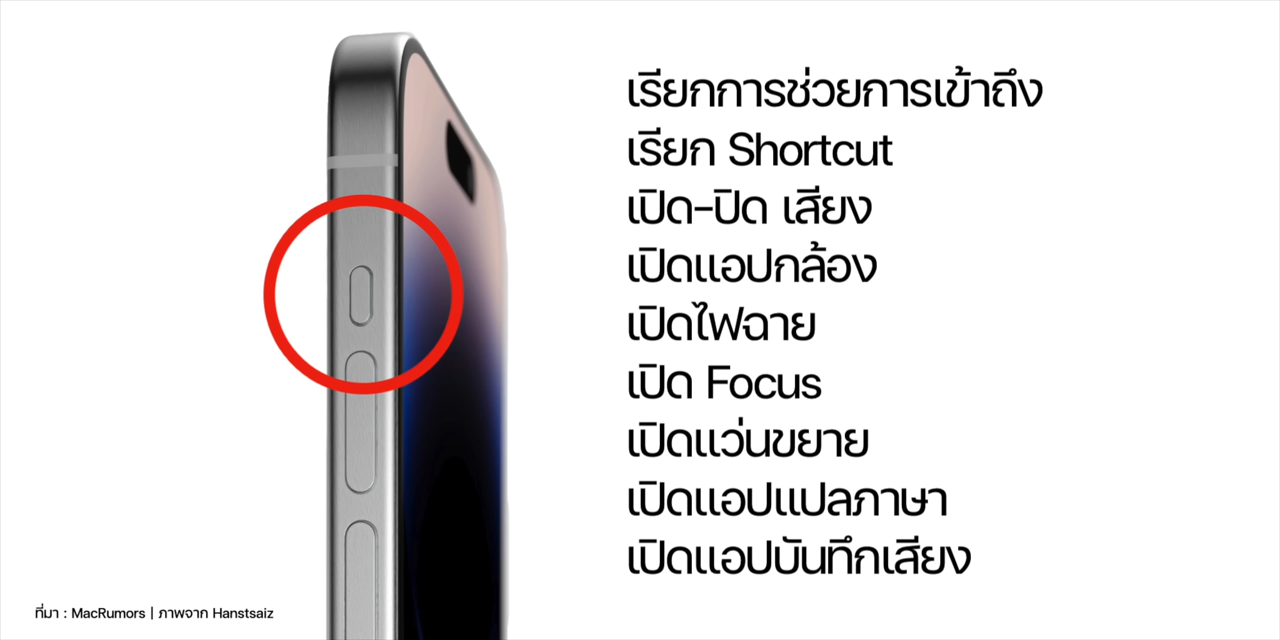 เรียกการช่วยการเข้าถึง
เรียก Shortcut
เปิด-ปิด เสียง
เปิดแอปกล้อง
เปิดไฟฉาย
เปิด Focus
เปิดแว่นขยาย
เปิดแอปแปลภาษา
เปิดแอปบันทึกเสียง
ที่มา : MacRumors | ภาพจาก Hanstsaiz